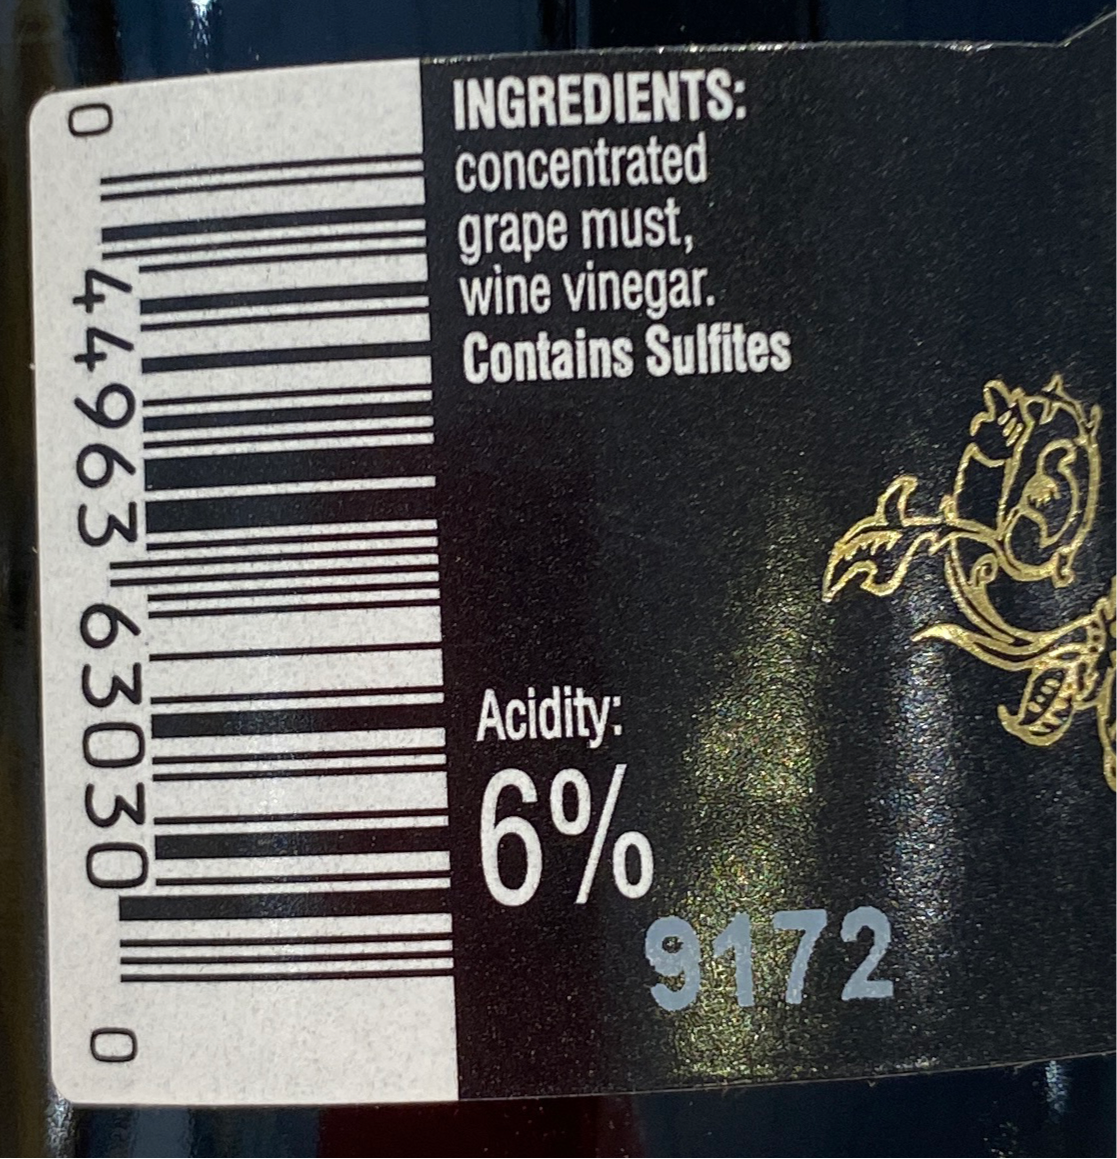 INGREDIENTS:
concentrated
grape must,
wine vinegar.
Contains Sulfites
Acidity:
6%
9172
0 44963 63030 0